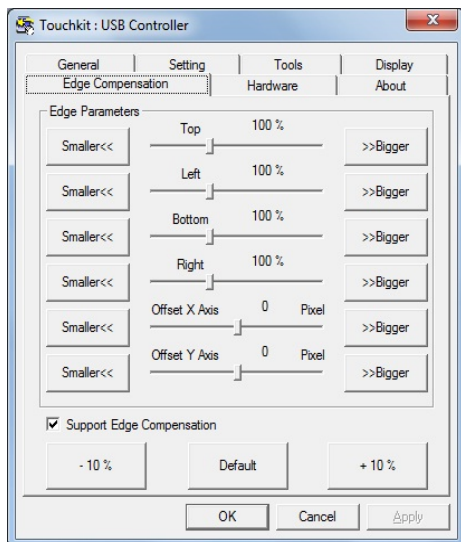 Touchkit : USB Controller
General Setting Tools Display
Edge Compensation Hardware About
Edge Parameters
Top 100 %
Smaller<< >>Bigger
Left 100 %
Smaller<< >>Bigger
Bottom 100 %
Smaller<< >>Bigger
Right 100 %
Smaller<< >>Bigger
Offset X Axis 0 Pixel
Smaller<< >>Bigger
Offset Y Axis 0 Pixel
Smaller<< >>Bigger
Support Edge Compensation
- 10 % Default + 10 %
OK Cancel Apply